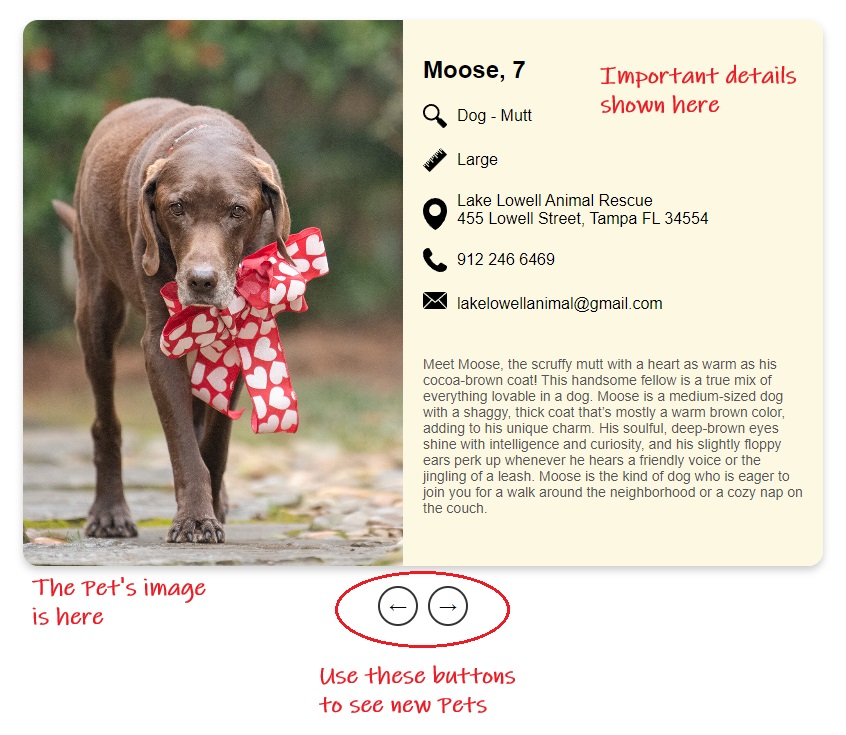 Moose, 7
Important details
shown here
Dog - Mutt
Large
Lake Lowell Animal Rescue
455 Lowell Street, Tampa FL 34554
912 246 6469
lakelowellanimal@gmail.com
Meet Moose, the scruffy mutt with a heart as warm as his
cocoa-brown coat! This handsome fellow is a true mix of
everything lovable in a dog. Moose is a medium-sized dog
with a shaggy, thick coat that's mostly a warm brown color,
adding to his unique charm. His soulful, deep-brown eyes
shine with intelligence and curiosity, and his slightly floppy
ears perk up whenever he hears a friendly voice or the
jingling of a leash. Moose is the kind of dog who is eager to
join you for a walk around the neighborhood or a cozy nap on
the couch.
The Pet's image
is here
← →
Use these buttons
to see new Pets